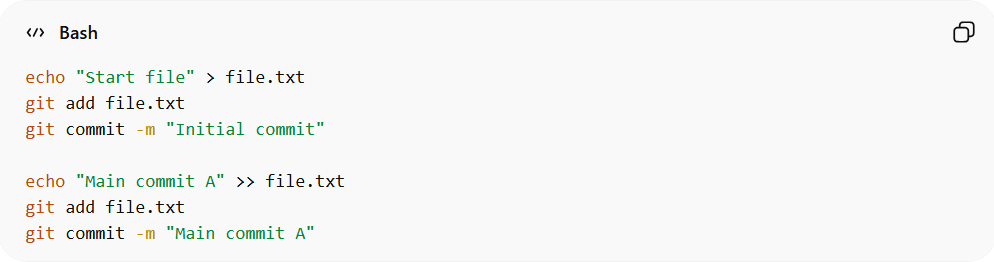 Bash
echo "Start file" > file.txt
git add file.txt
git commit -m "Initial commit"
echo "Main commit A" >> file.txt
git add file.txt
git commit -m "Main commit A"